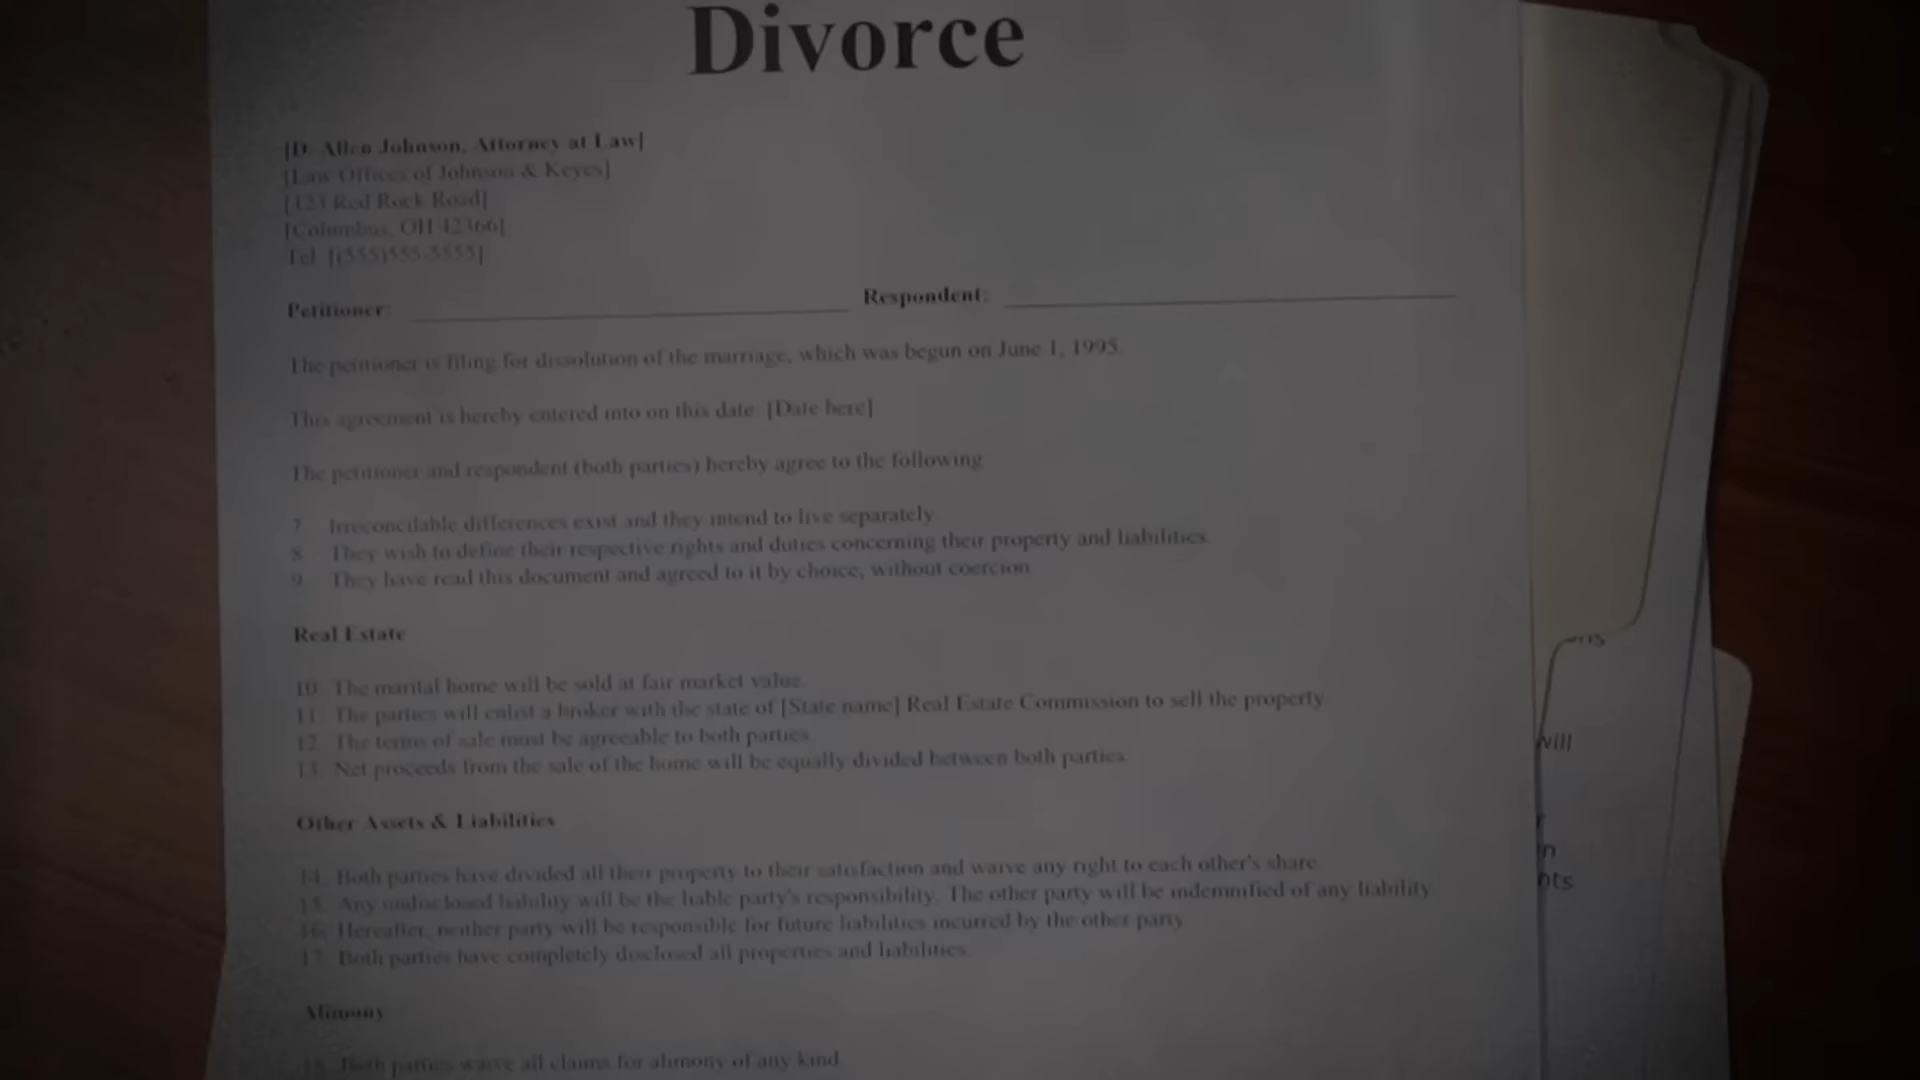 Divorce
[D. Allen Johnson, Attorney at Law]
[Law Offices of Johnson & Keyes]
[123 Red Rock Road]
[Columbus, OH 42366]
Tel. [(555)555-5555]
Petitioner: Respondent:
The petitioner is filing for dissolution of the marriage, which was begun on June 1, 1995.
This agreement is hereby entered into on this date: [Date here]
The petitioner and respondent (both parties) hereby agree to the following:
7. Irreconcilable differences exist and they intend to live separately.
8. They wish to define their respective rights and duties concerning their property and liabilities.
9. They have read this document and agreed to it by choice, without coercion.
Real Estate
10. The marital home will be sold at fair market value.
11. The parties will enlist a broker with the state of [State name] Real Estate Commission to sell the property.
12. The terms of sale must be agreeable to both parties.
13. Net proceeds from the sale of the home will be equally divided between both parties.
Other Assets & Liabilities
14. Both parties have divided all their property to their satisfaction and waive any right to each other's share.
15. Any undisclosed liability will be the liable party's responsibility. The other party will be indemnified of any liability.
16. Hereafter, neither party will be responsible for future liabilities incurred by the other party.
17. Both parties have completely disclosed all properties and liabilities.
Alimony
18. Both parties waive all claims for alimony of any kind.
will
in
nts